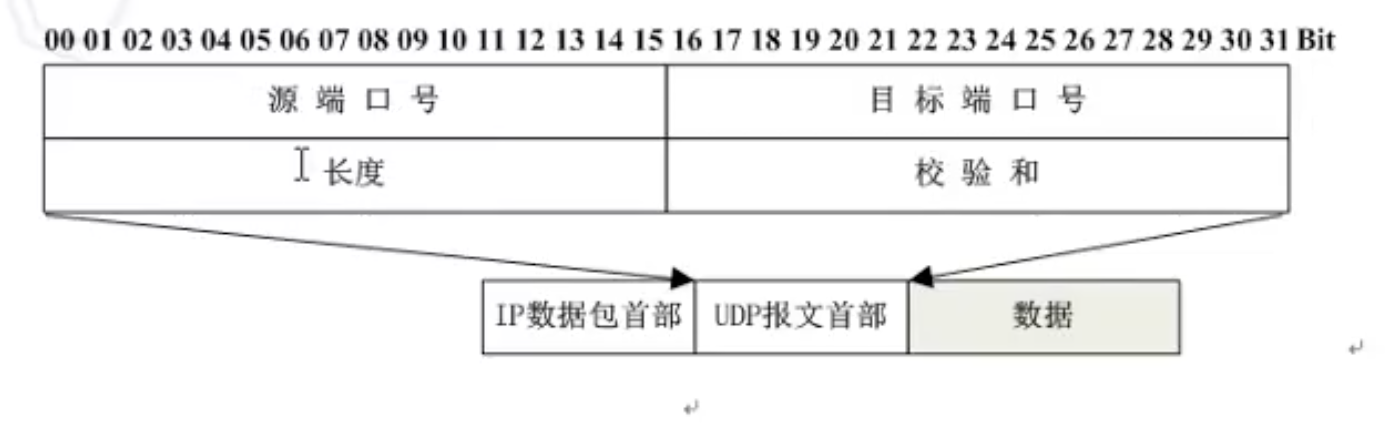 00 01 02 03 04 05 06 07 08 09 10 11 12 13 14 15 16 17 18 19 20 21 22 23 24 25 26 27 28 29 30 31 Bit
源端口号 目标端口号
长度 校验和
IP数据包首部 UDP报文首部 数据